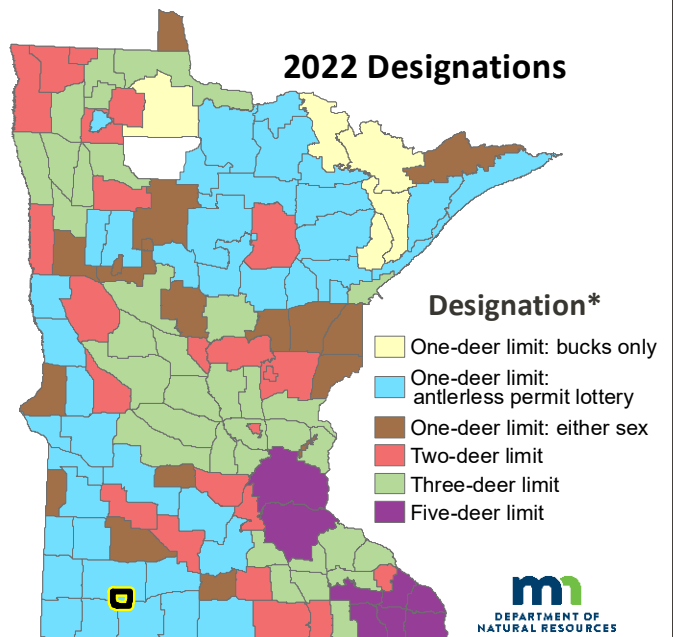 2022 Designations
Designation*
One-deer limit: bucks only
One-deer limit:
antlerless permit lottery
One-deer limit: either sex
Two-deer limit
Three-deer limit
Five-deer limit
mn
DEPARTMENT OF
NATURAL RESOURCES